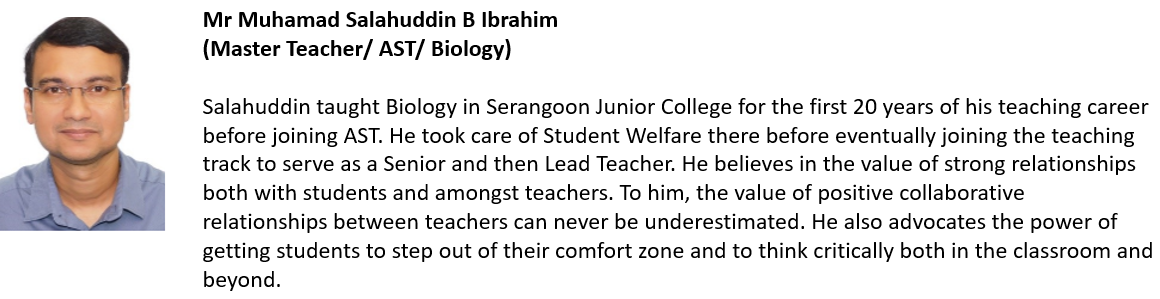 Mr Muhamad Salahuddin B Ibrahim
(Master Teacher/ AST/ Biology)
Salahuddin taught Biology in Serangoon Junior College for the first 20 years of his teaching career
before joining AST. He took care of Student Welfare there before eventually joining the teaching
track to serve as a Senior and then Lead Teacher. He believes in the value of strong relationships
both with students and amongst teachers. To him, the value of positive collaborative
relationships between teachers can never be underestimated. He also advocates the power of
getting students to step out of their comfort zone and to think critically both in the classroom and
beyond.